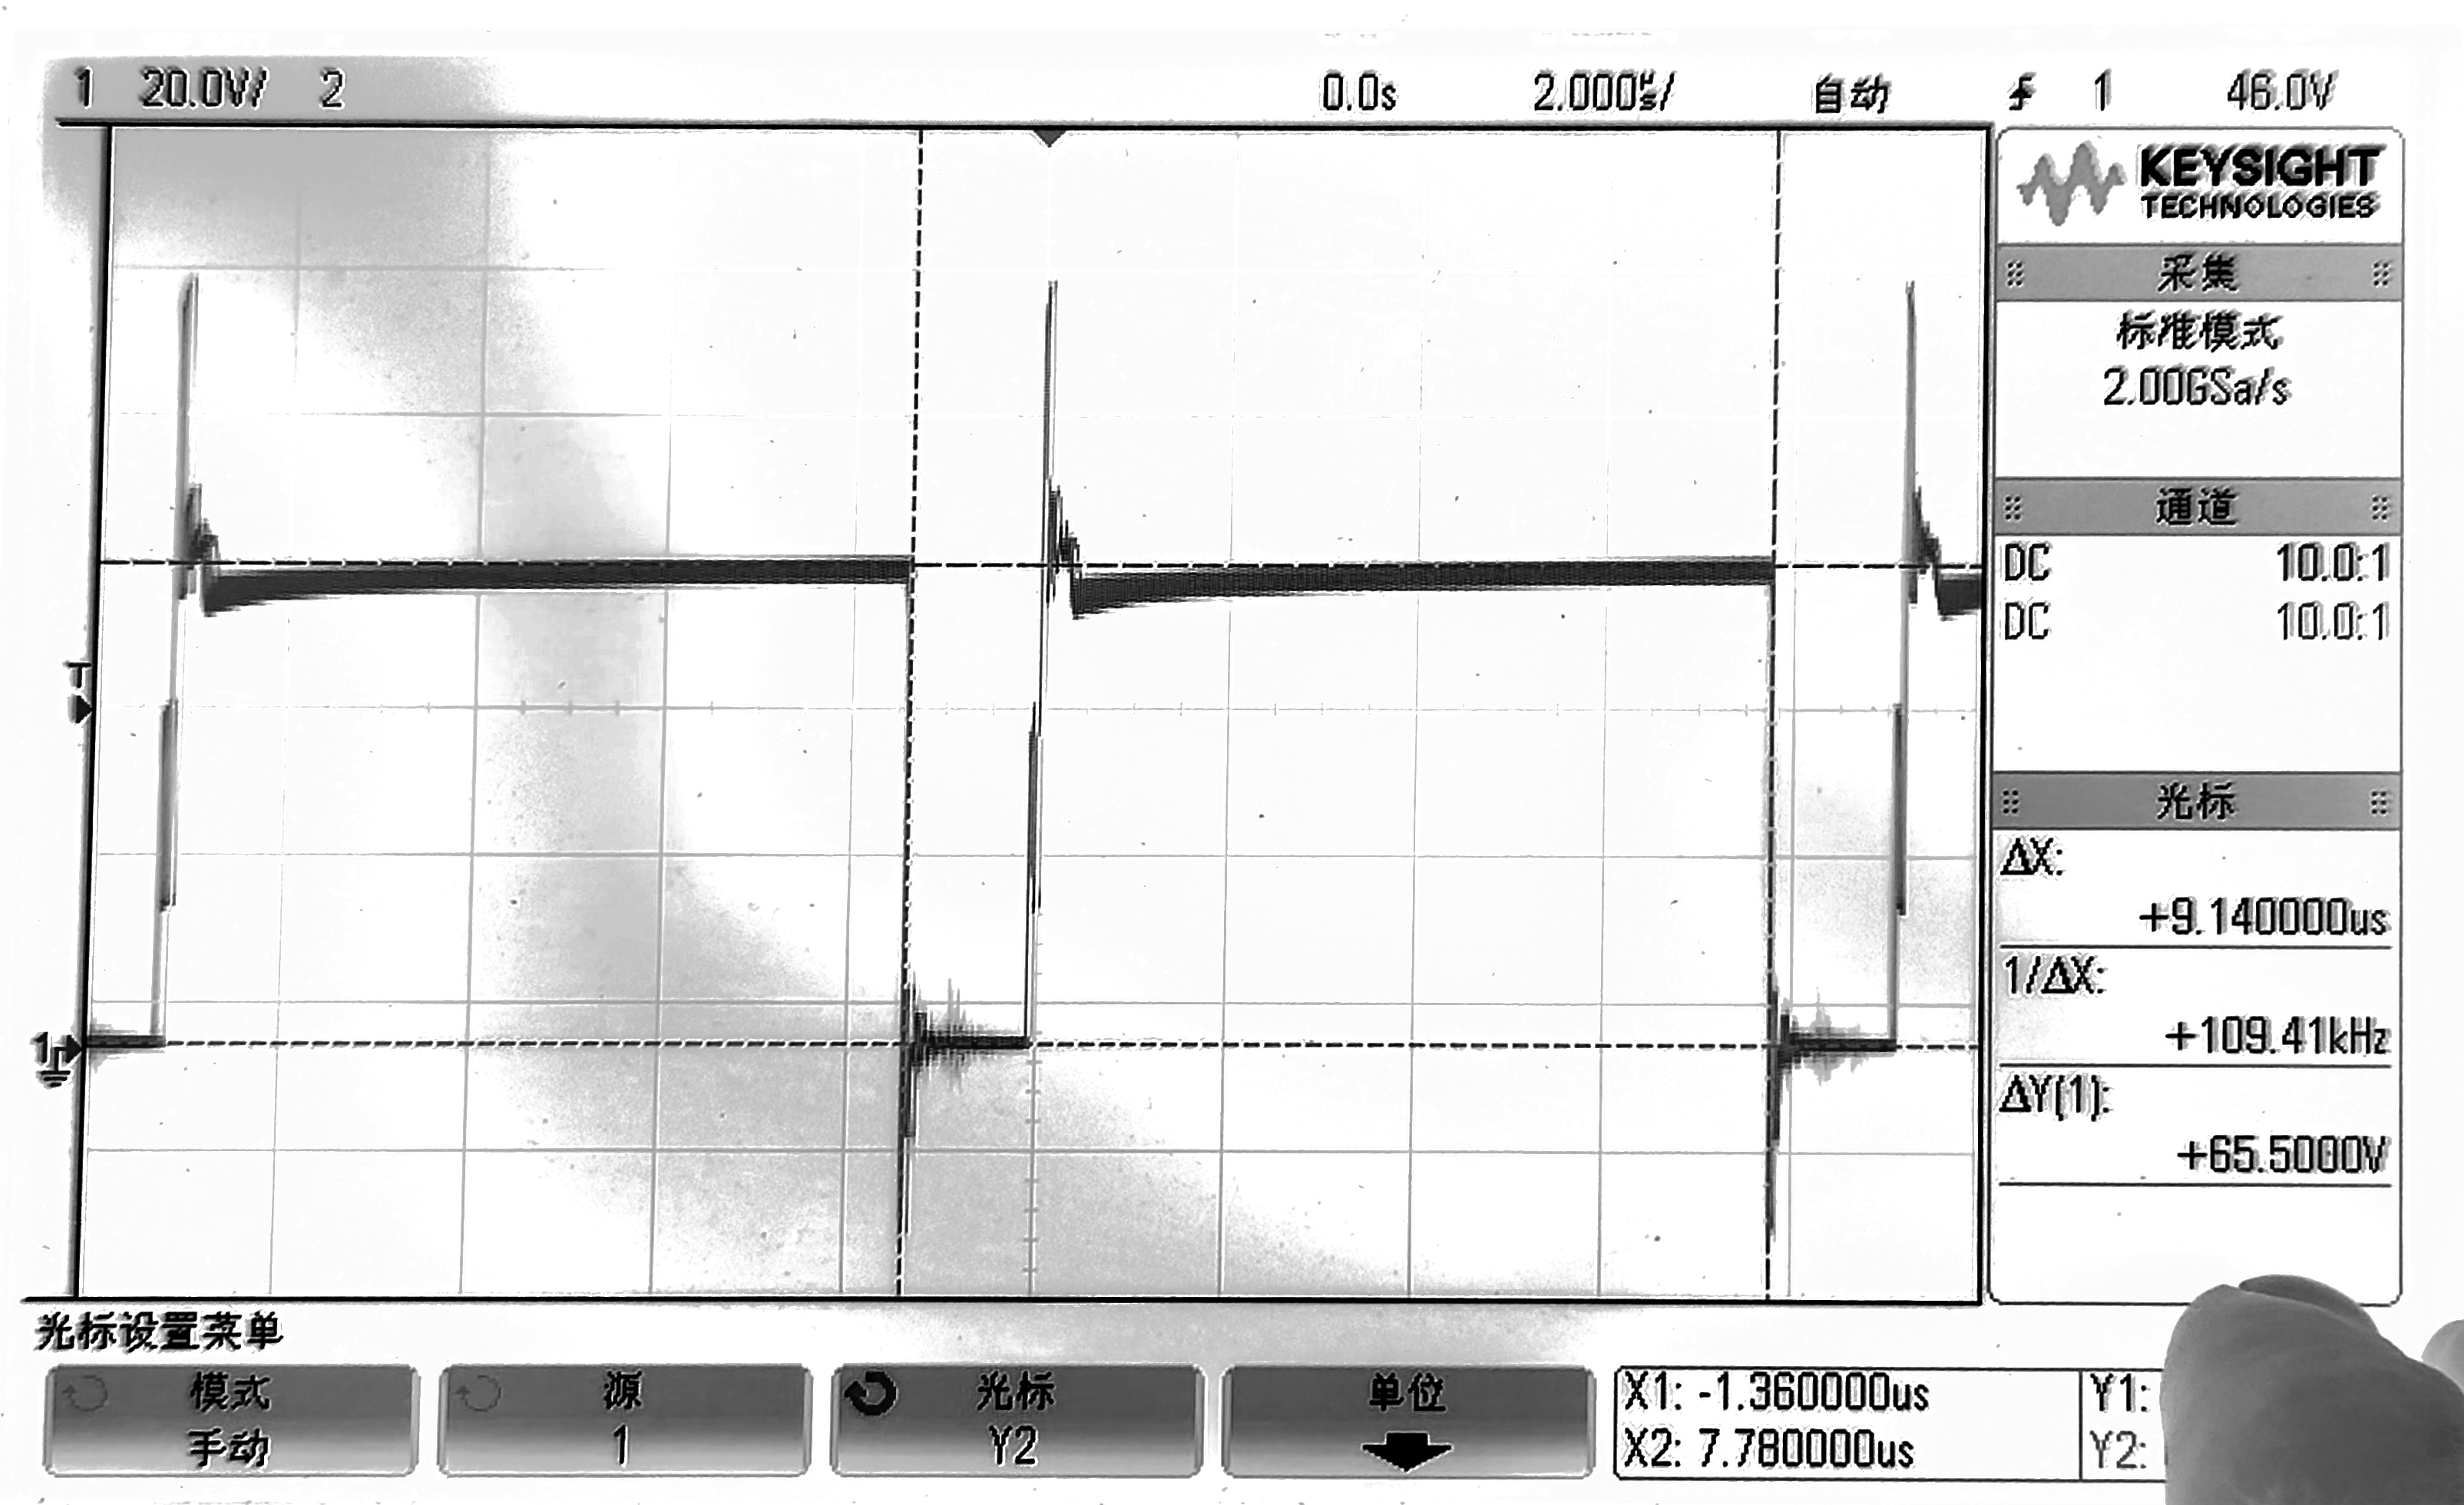 1 20.0V/ 2 0.0s 2.000us/ 自动 1 46.0V
KEYSIGHT
TECHNOLOGIES
采集
标准模式
2.00GSa/s
通道
DC 10.0:1
DC 10.0:1
T
光标
ΔX:
+9.140000us
1/ΔX:
+109.41kHz
1
ΔY(1):
+65.5000V
光标设置菜单
模式
手动
源
1
光标
Y2
单位
X1: -1.360000us
X2: 7.780000us
Y1:
Y2: